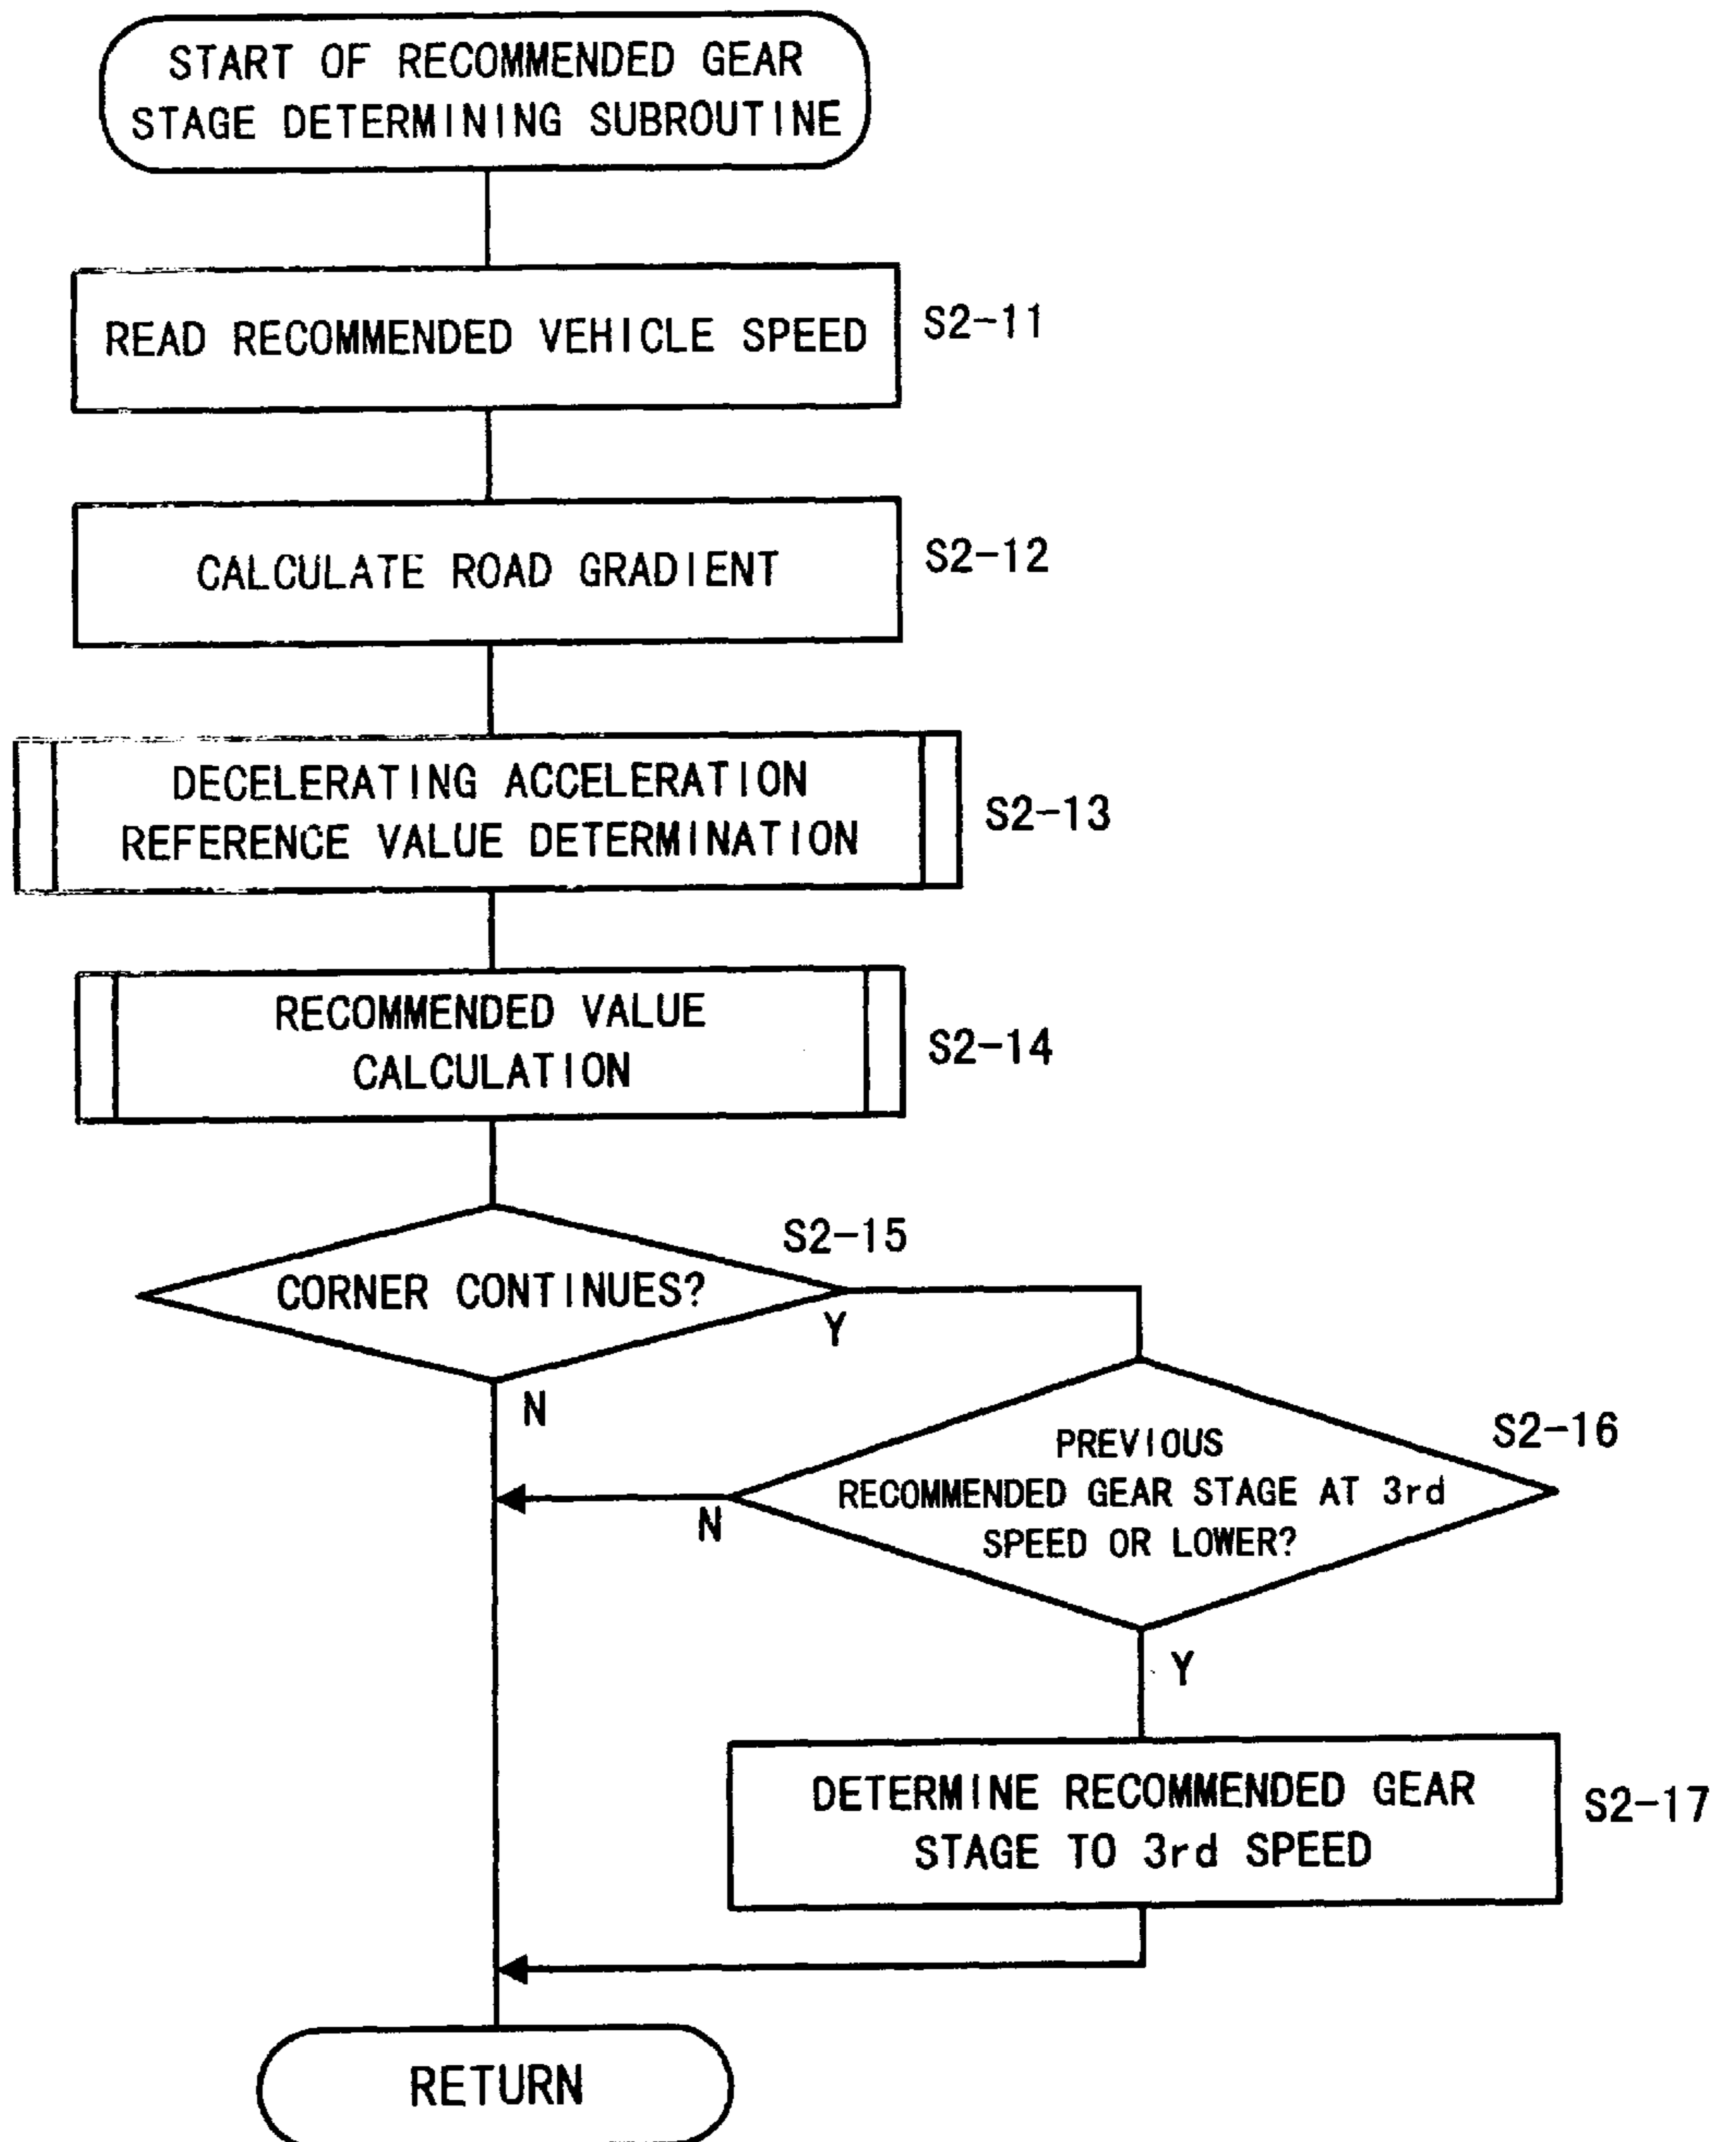 START OF RECOMMENDED GEAR
STAGE DETERMINING SUBROUTINE
READ RECOMMENDED VEHICLE SPEED
S2-11
CALCULATE ROAD GRADIENT
S2-12
DECELERATING ACCELERATION
REFERENCE VALUE DETERMINATION
S2-13
RECOMMENDED VALUE
CALCULATION
S2-14
S2-15
CORNER CONTINUES?
Y
N
S2-16
PREVIOUS
RECOMMENDED GEAR STAGE AT 3rd
SPEED OR LOWER?
N
Y
DETERMINE RECOMMENDED GEAR
STAGE TO 3rd SPEED
S2-17
RETURN